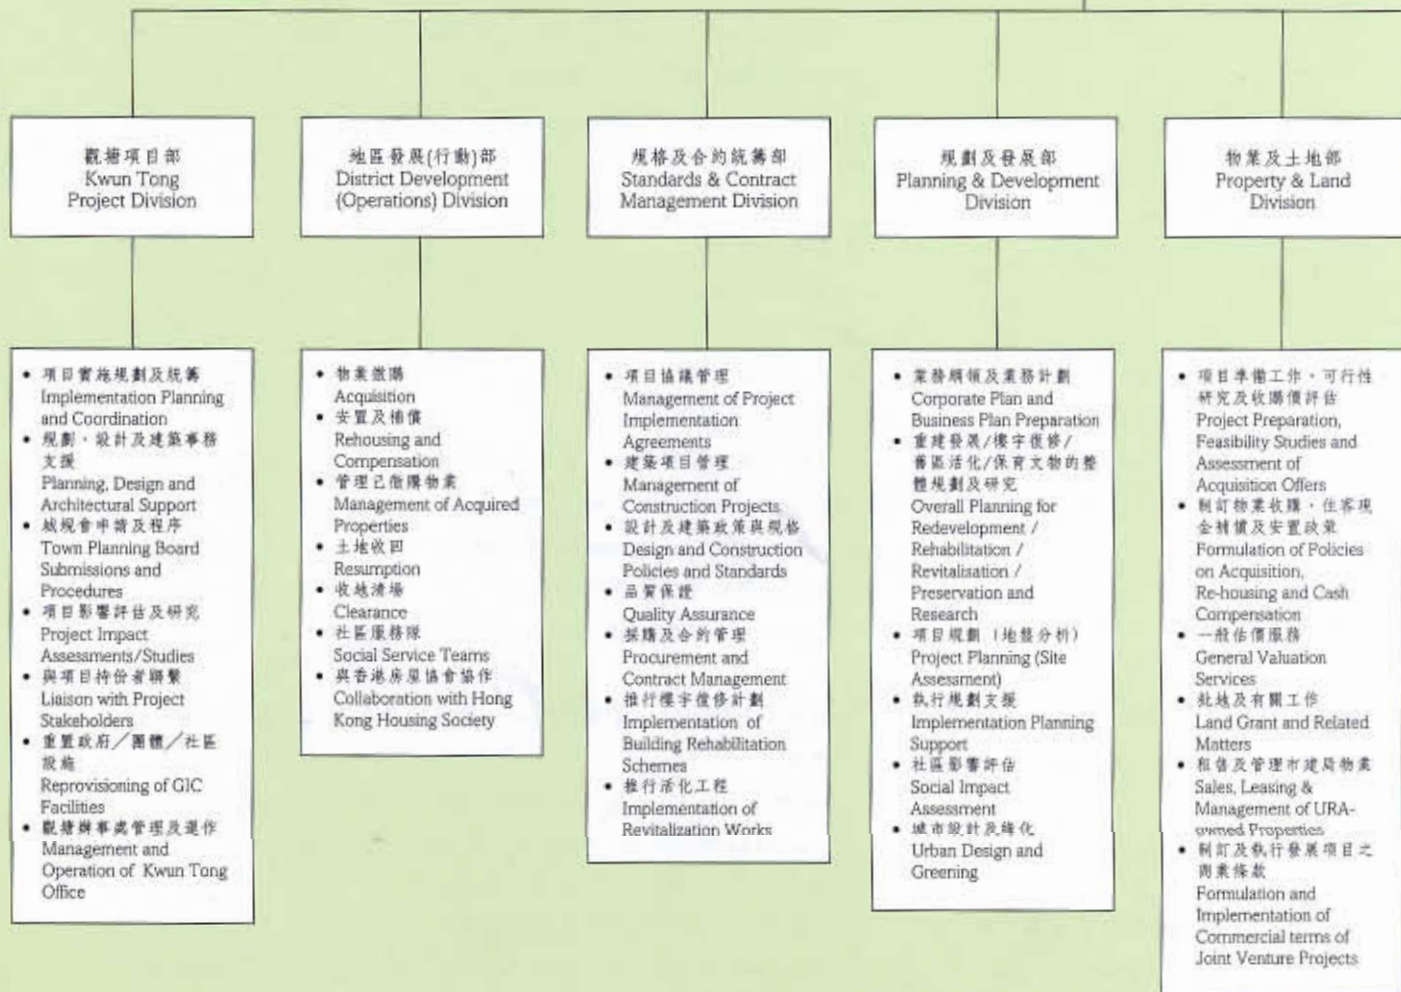 觀塘項目部
Kwun Tong
Project Division
地區發展(行動)部
District Development
(Operations) Division
規格及合約統籌部
Standards & Contract
Management Division
規劃及發展部
Planning & Development
Division
物業及土地部
Property & Land
Division
• 項目實施規劃及統籌
Implementation Planning
and Coordination
• 規劃、設計及建築事務
支援
Planning, Design and
Architectural Support
• 城規會申請及程序
Town Planning Board
Submissions and
Procedures
• 項目影響評估及研究
Project Impact
Assessments/Studies
• 與項目持份者聯繫
Liaison with Project
Stakeholders
• 重置政府／團體／社區
設施
Reprovisioning of GIC
Facilities
• 觀塘辦事處管理及運作
Management and
Operation of Kwun Tong
Office
• 物業徵購
Acquisition
• 安置及補償
Rehousing and
Compensation
• 管理已徵購物業
Management of Acquired
Properties
• 土地收回
Resumption
• 收地清場
Clearance
• 社區服務隊
Social Service Teams
• 與香港房屋協會協作
Collaboration with Hong
Kong Housing Society
• 項目協議管理
Management of Project
Implementation
Agreements
• 建築項目管理
Management of
Construction Projects
• 設計及建築政策與規格
Design and Construction
Policies and Standards
• 品質保證
Quality Assurance
• 採購及合約管理
Procurement and
Contract Management
• 推行樓宇復修計劃
Implementation of
Building Rehabilitation
Schemes
• 推行活化工程
Implementation of
Revitalization Works
• 業務綱領及業務計劃
Corporate Plan and
Business Plan Preparation
• 重建發展/樓宇復修/
舊區活化/保育文物的整
體規劃及研究
Overall Planning for
Redevelopment /
Rehabilitation /
Revitalisation /
Preservation and
Research
• 項目規劃 (地盤分析)
Project Planning (Site
Assessment)
• 執行規劃支援
Implementation Planning
Support
• 社區影響評估
Social Impact
Assessment
• 城市設計及綠化
Urban Design and
Greening
• 項目準備工作、可行性
研究及收購價評估
Project Preparation,
Feasibility Studies and
Assessment of
Acquisition Offers
• 制訂物業收購、住客現
金補償及安置政策
Formulation of Policies
on Acquisition,
Re-housing and Cash
Compensation
• 一般估價服務
General Valuation
Services
• 批地及有關工作
Land Grant and Related
Matters
• 租售及管理市建局物業
Sales, Leasing &
Management of URA-
owned Properties
• 制訂及執行發展項目之
商業條款
Formulation and
Implementation of
Commercial terms of
Joint Venture Projects